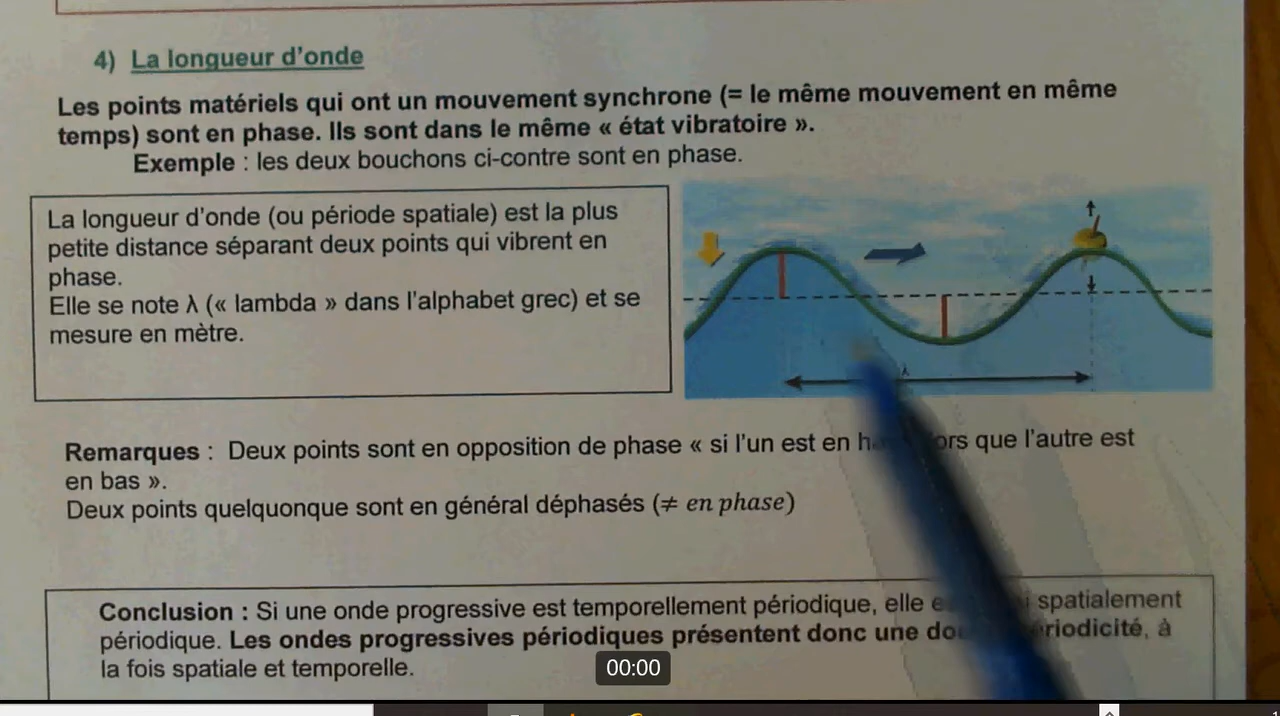 4) La longueur d'onde
Les points matériels qui ont un mouvement synchrone (= le même mouvement en même
temps) sont en phase. Ils sont dans le même « état vibratoire ».
Exemple : les deux bouchons ci-contre sont en phase.
La longueur d'onde (ou période spatiale) est la plus
petite distance séparant deux points qui vibrent en
phase.
Elle se note λ (« lambda » dans l'alphabet grec) et se
mesure en mètre.
λ
Remarques : Deux points sont en opposition de phase « si l'un est en que l'autre est
en bas ».
Deux points quelquonque sont en général déphasés (≠ en phase)
Conclusion : Si une onde progressive est temporellement périodique, elle spatialement
périodique. Les ondes progressives périodiques présentent donc une à
la fois spatiale et temporelle.
00:00